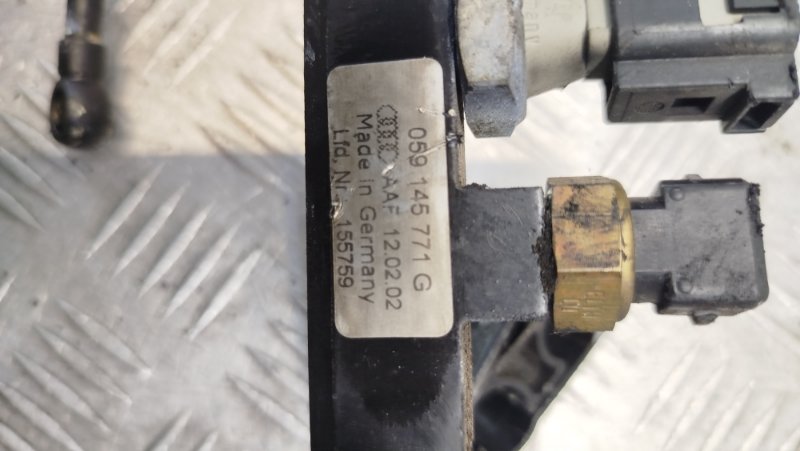 059 145 771 G
AAF 12.02.02
Made in Germany
Lfd. Nr. 155759